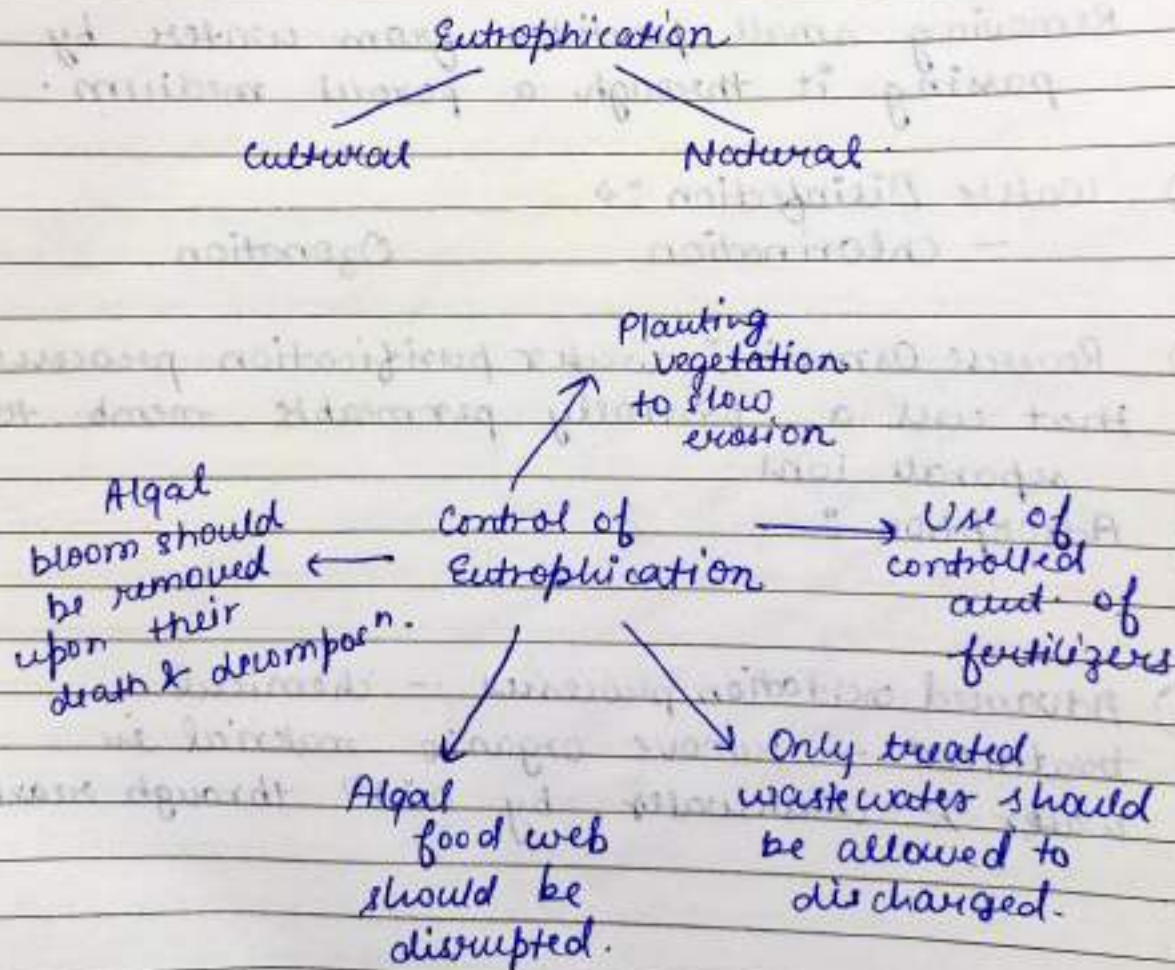 Eutrophication
Cultural
Natural.
Planting
vegetation
to slow
erosion
Control of
Eutrophication
Use of
controlled
amt. of
fertilizers
Algal
bloom should
be removed
upon their
death & decomposn.
Algal
food web
should be
disrupted.
Only treated
wastewater should
be allowed to
discharged.